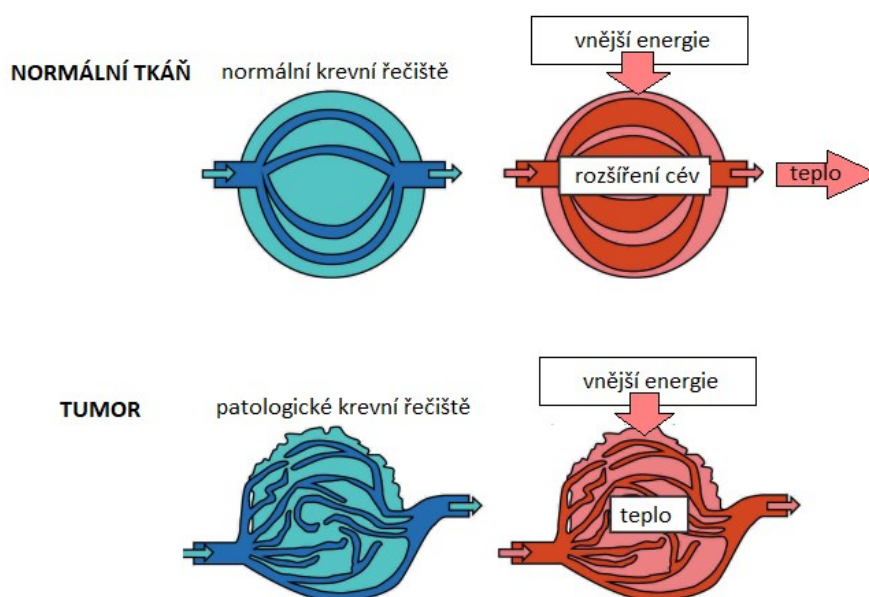 vnější energie
NORMÁLNÍ TKÁŇ
normální krevní řečiště
rozšíření cév
teplo
vnější energie
TUMOR
patologické krevní řečiště
teplo